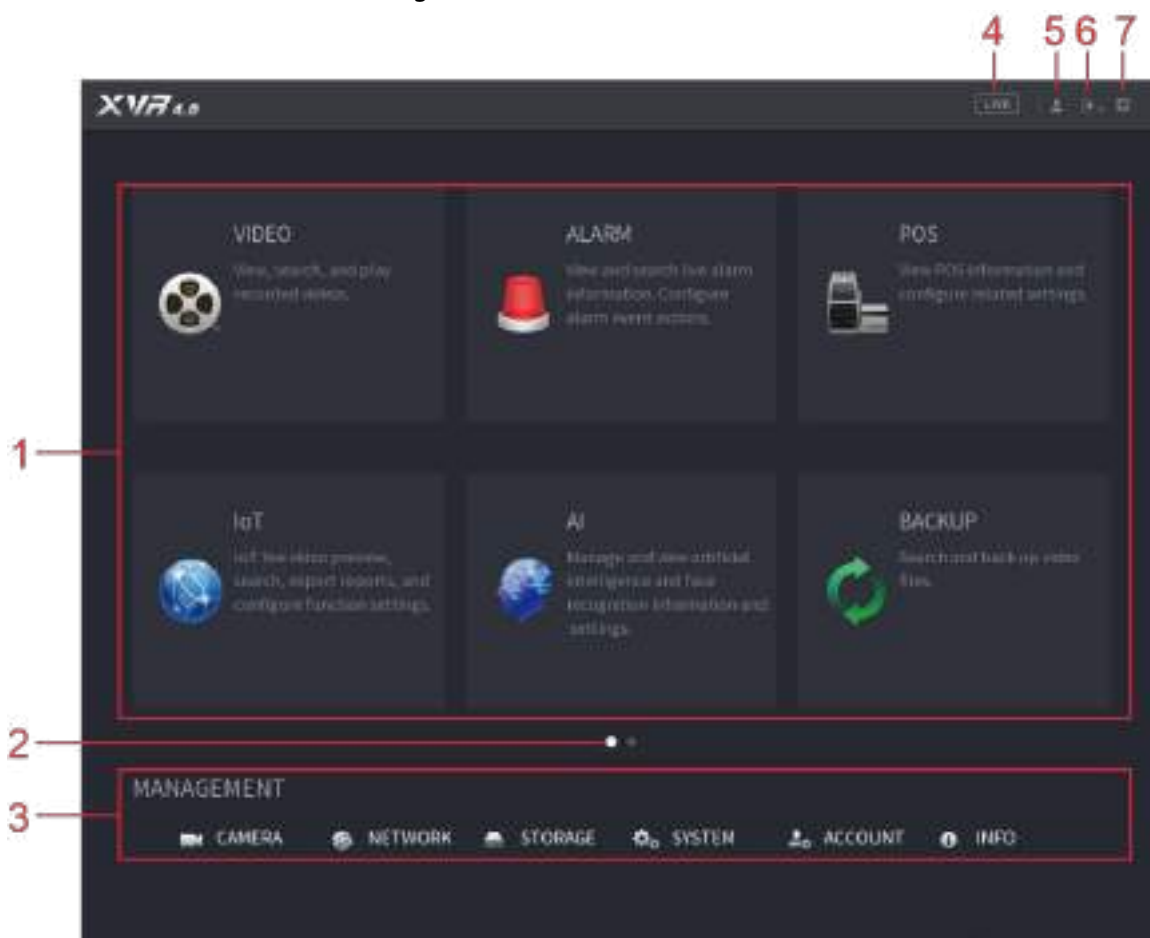 4 5 6 7
XVR 4.0
LIVE
VIDEO
View, search, and play
recorded videos.
ALARM
View and search live alarm
information. Configure
alarm event actions.
POS
View POS information and
configure related settings.
1
IoT
IoT live video preview,
search, export reports, and
configure function settings.
AI
Manage and view artificial
intelligence and face
recognition information and
settings.
BACKUP
Search and back up video
files.
2
MANAGEMENT
3
CAMERA NETWORK STORAGE SYSTEM ACCOUNT INFO